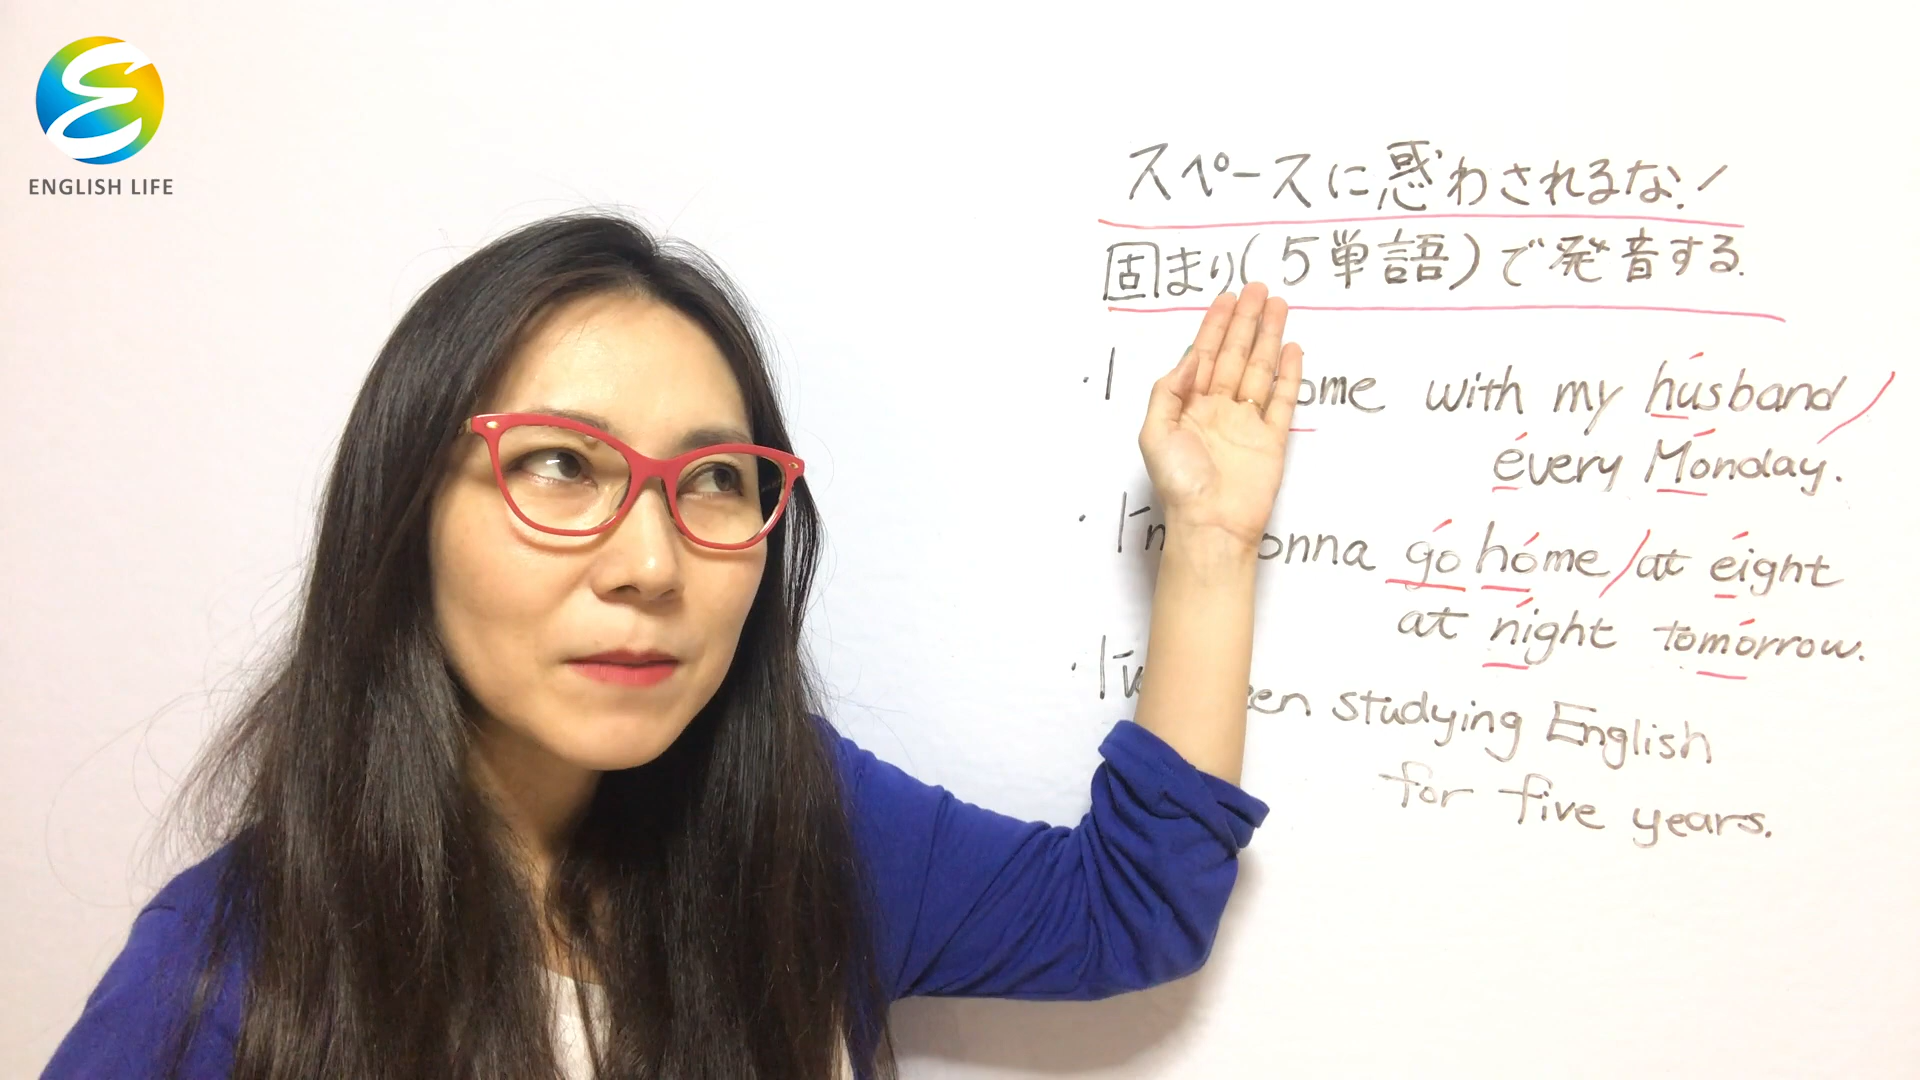 ENGLISH LIFE
スペースに惑わされるな!
固まり(5単語)で発音する.
・I ome with my husband /
every Monday.
・I'm onna go home / at eight
at night tomorrow.
・I'v een studying English
for five years.